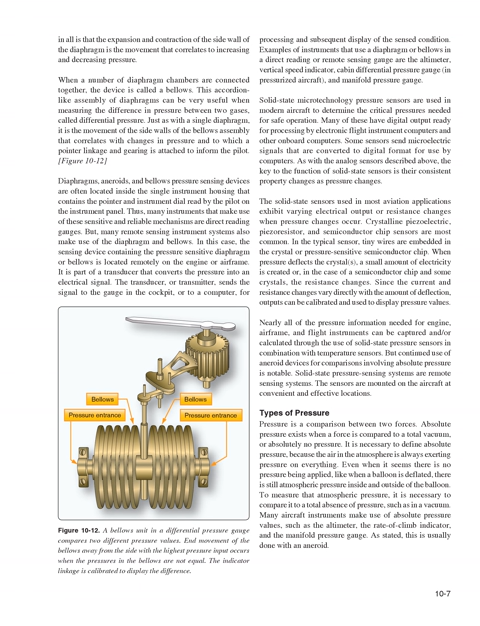 in all is that the expansion and contraction of the side wall of
the diaphragm is the movement that correlates to increasing
and decreasing pressure.
When a number of diaphragm chambers are connected
together, the device is called a bellows. This accordion-
like assembly of diaphragms can be very useful when
measuring the difference in pressure between two gases,
called differential pressure. Just as with a single diaphragm,
it is the movement of the side walls of the bellows assembly
that correlates with changes in pressure and to which a
pointer linkage and gearing is attached to inform the pilot.
[Figure 10-12]
Diaphragms, aneroids, and bellows pressure sensing devices
are often located inside the single instrument housing that
contains the pointer and instrument dial read by the pilot on
the instrument panel. Thus, many instruments that make use
of these sensitive and reliable mechanisms are direct reading
gauges. But, many remote sensing instrument systems also
make use of the diaphragm and bellows. In this case, the
sensing device containing the pressure sensitive diaphragm
or bellows is located remotely on the engine or airframe.
It is part of a transducer that converts the pressure into an
electrical signal. The transducer, or transmitter, sends the
signal to the gauge in the cockpit, or to a computer, for
Bellows
Bellows
Pressure entrance
Pressure entrance
Figure 10-12. A bellows unit in a differential pressure gauge
compares two different pressure values. End movement of the
bellows away from the side with the highest pressure input occurs
when the pressures in the bellows are not equal. The indicator
linkage is calibrated to display the difference.
processing and subsequent display of the sensed condition.
Examples of instruments that use a diaphragm or bellows in
a direct reading or remote sensing gauge are the altimeter,
vertical speed indicator, cabin differential pressure gauge (in
pressurized aircraft), and manifold pressure gauge.
Solid-state microtechnology pressure sensors are used in
modern aircraft to determine the critical pressures needed
for safe operation. Many of these have digital output ready
for processing by electronic flight instrument computers and
other onboard computers. Some sensors send microelectric
signals that are converted to digital format for use by
computers. As with the analog sensors described above, the
key to the function of solid-state sensors is their consistent
property changes as pressure changes.
The solid-state sensors used in most aviation applications
exhibit varying electrical output or resistance changes
when pressure changes occur. Crystalline piezoelectric,
piezoresistor, and semiconductor chip sensors are most
common. In the typical sensor, tiny wires are embedded in
the crystal or pressure-sensitive semiconductor chip. When
pressure deflects the crystal(s), a small amount of electricity
is created or, in the case of a semiconductor chip and some
crystals, the resistance changes. Since the current and
resistance changes vary directly with the amount of deflection,
outputs can be calibrated and used to display pressure values.
Nearly all of the pressure information needed for engine,
airframe, and flight instruments can be captured and/or
calculated through the use of solid-state pressure sensors in
combination with temperature sensors. But continued use of
aneroid devices for comparisons involving absolute pressure
is notable. Solid-state pressure-sensing systems are remote
sensing systems. The sensors are mounted on the aircraft at
convenient and effective locations.
Types of Pressure
Pressure is a comparison between two forces. Absolute
pressure exists when a force is compared to a total vacuum,
or absolutely no pressure. It is necessary to define absolute
pressure, because the air in the atmosphere is always exerting
pressure on everything. Even when it seems there is no
pressure being applied, like when a balloon is deflated, there
is still atmospheric pressure inside and outside of the balloon.
To measure that atmospheric pressure, it is necessary to
compare it to a total absence of pressure, such as in a vacuum.
Many aircraft instruments make use of absolute pressure
values, such as the altimeter, the rate-of-climb indicator,
and the manifold pressure gauge. As stated, this is usually
done with an aneroid.
10-7